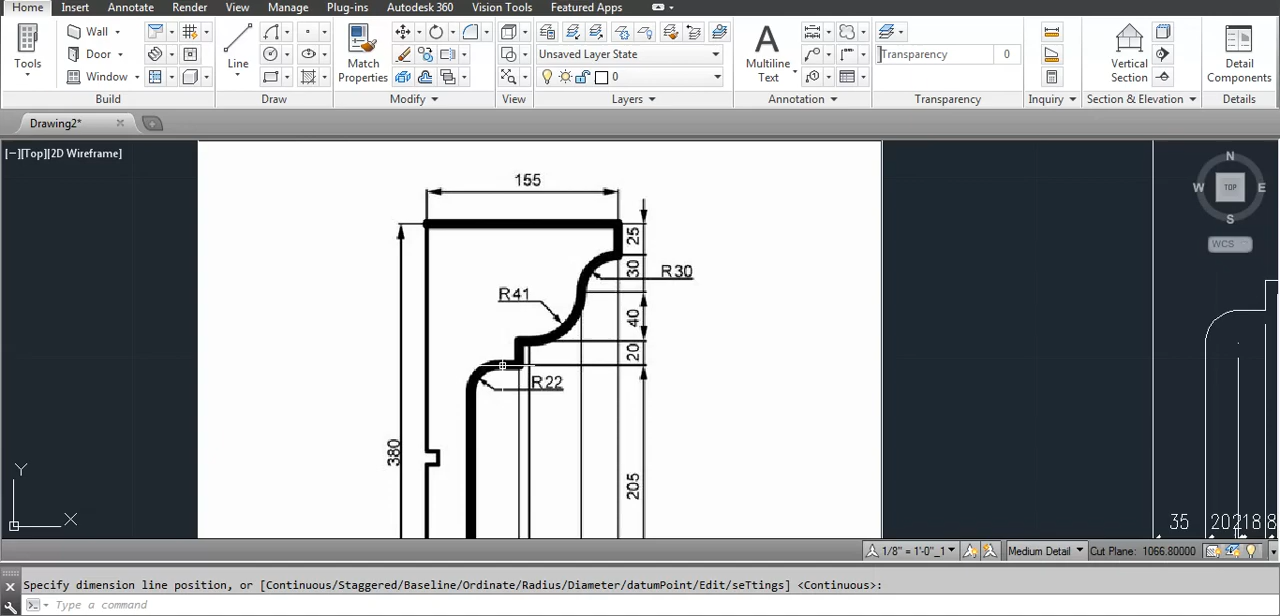 Home Insert Annotate Render View Manage Plug-ins Autodesk 360 Vision Tools Featured Apps
Tools
Wall
Door
Window
Build
Line
Draw
Match Properties
Modify
View
Unsaved Layer State
0
Layers
A
Multiline Text
Annotation
Transparency 0
Transparency
Inquiry
Vertical Section
Section & Elevation
Detail Components
Details
Drawing2*
[−][Top][2D Wireframe]
N
W TOP E
S
WCS
155
25
30
R30
R41
40
20
R22
380
205
Y
X
35 20218 8
1/8" = 1'-0"_1 Medium Detail Cut Plane: 1066.80000
Specify dimension line position, or [Continuous/Staggered/Baseline/Ordinate/Radius/Diameter/datumPoint/Edit/seTtings] <Continuous>:
Type a command